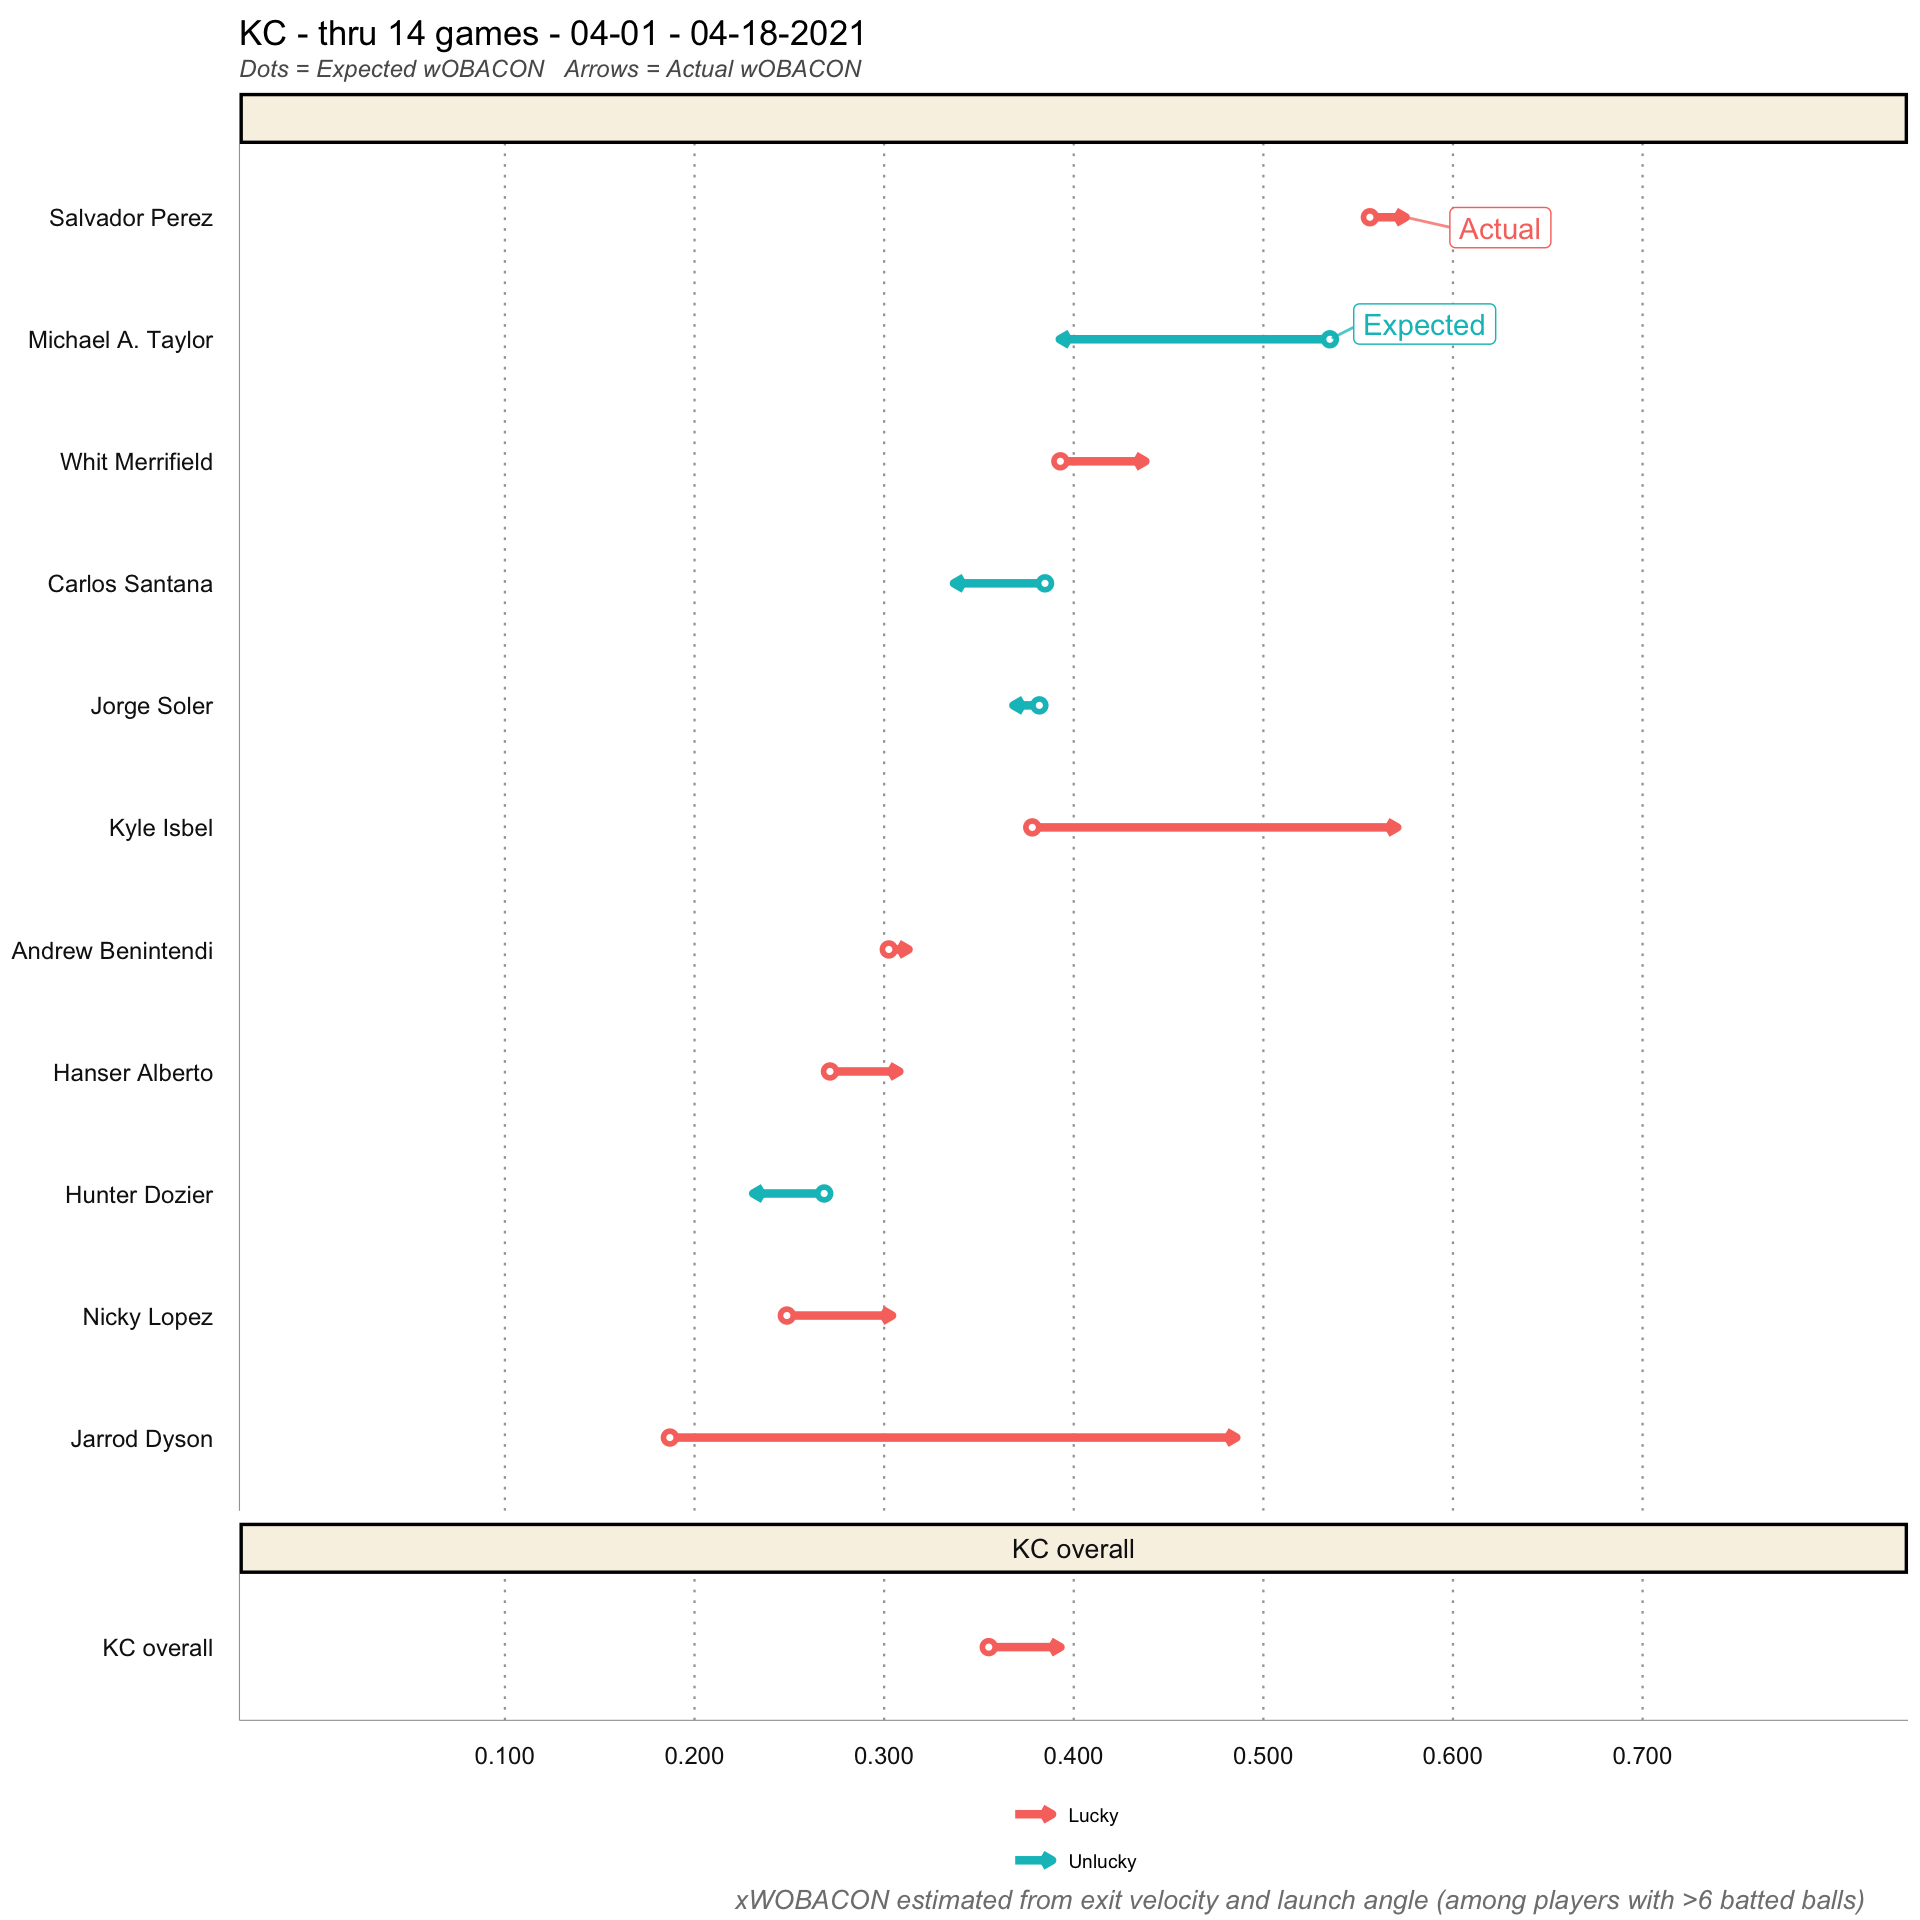 KC - thru 14 games - 04-01 - 04-18-2021
Dots = Expected wOBACON   Arrows = Actual wOBACON
Salvador Perez
Actual
Michael A. Taylor
Expected
Whit Merrifield
Carlos Santana
Jorge Soler
Kyle Isbel
Andrew Benintendi
Hanser Alberto
Hunter Dozier
Nicky Lopez
Jarrod Dyson
KC overall
KC overall
0.100 0.200 0.300 0.400 0.500 0.600 0.700
Lucky
Unlucky
xWOBACON estimated from exit velocity and launch angle (among players with >6 batted balls)